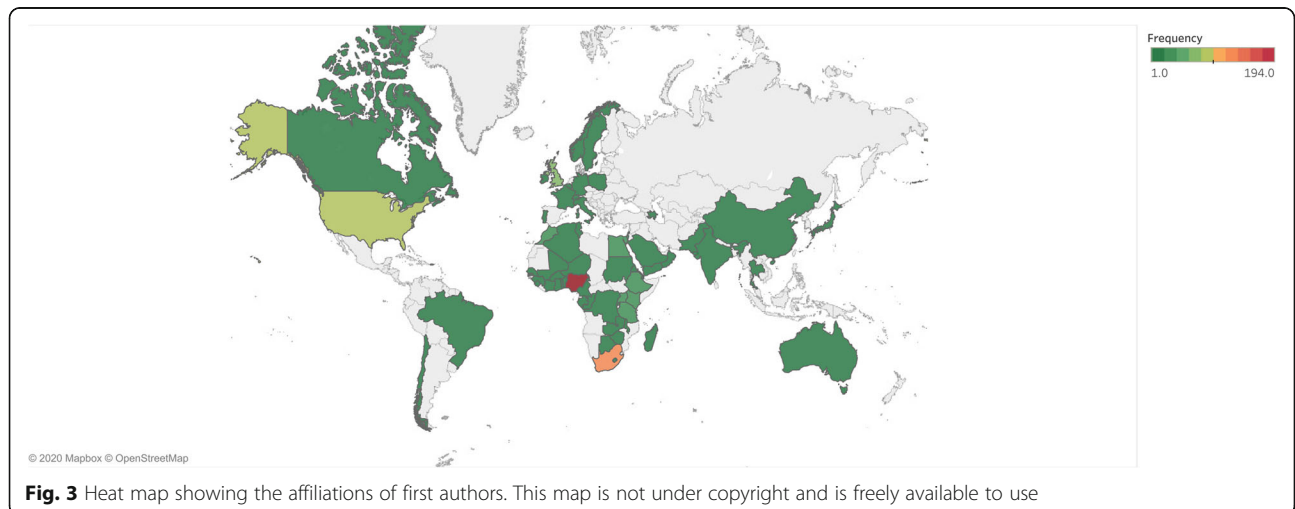 Frequency
1.0 194.0
© 2020 Mapbox © OpenStreetMap
Fig. 3 Heat map showing the affiliations of first authors. This map is not under copyright and is freely available to use